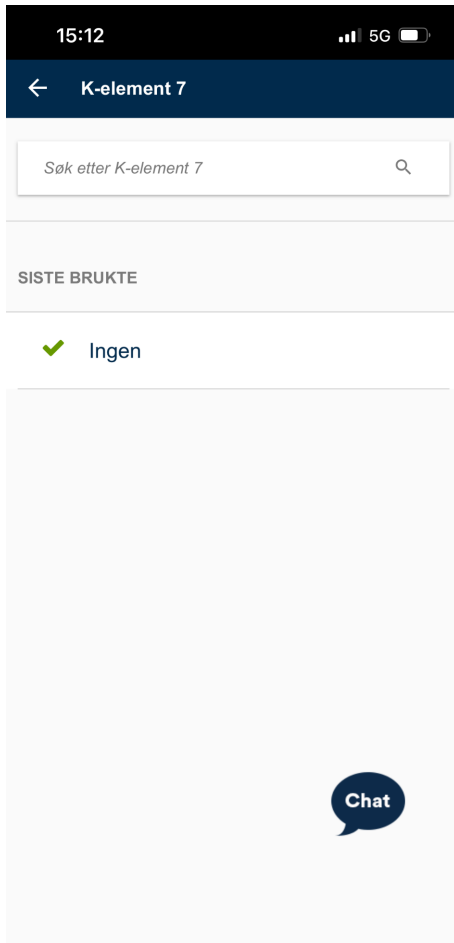 15:12 5G
K-element 7
Søk etter K-element 7
SISTE BRUKTE
Ingen
Chat